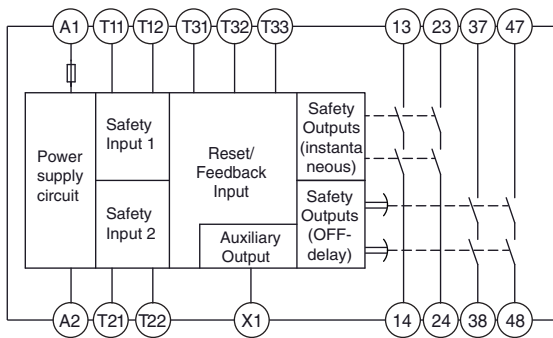 A1 T11 T12 T31 T32 T33 13 23 37 47
Power
supply
circuit
Safety
Input 1
Safety
Input 2
Reset/
Feedback
Input
Auxiliary
Output
Safety
Outputs
(instanta
neous)
Safety
Outputs
(OFF-
delay)
A2 T21 T22 X1 14 24 38 48